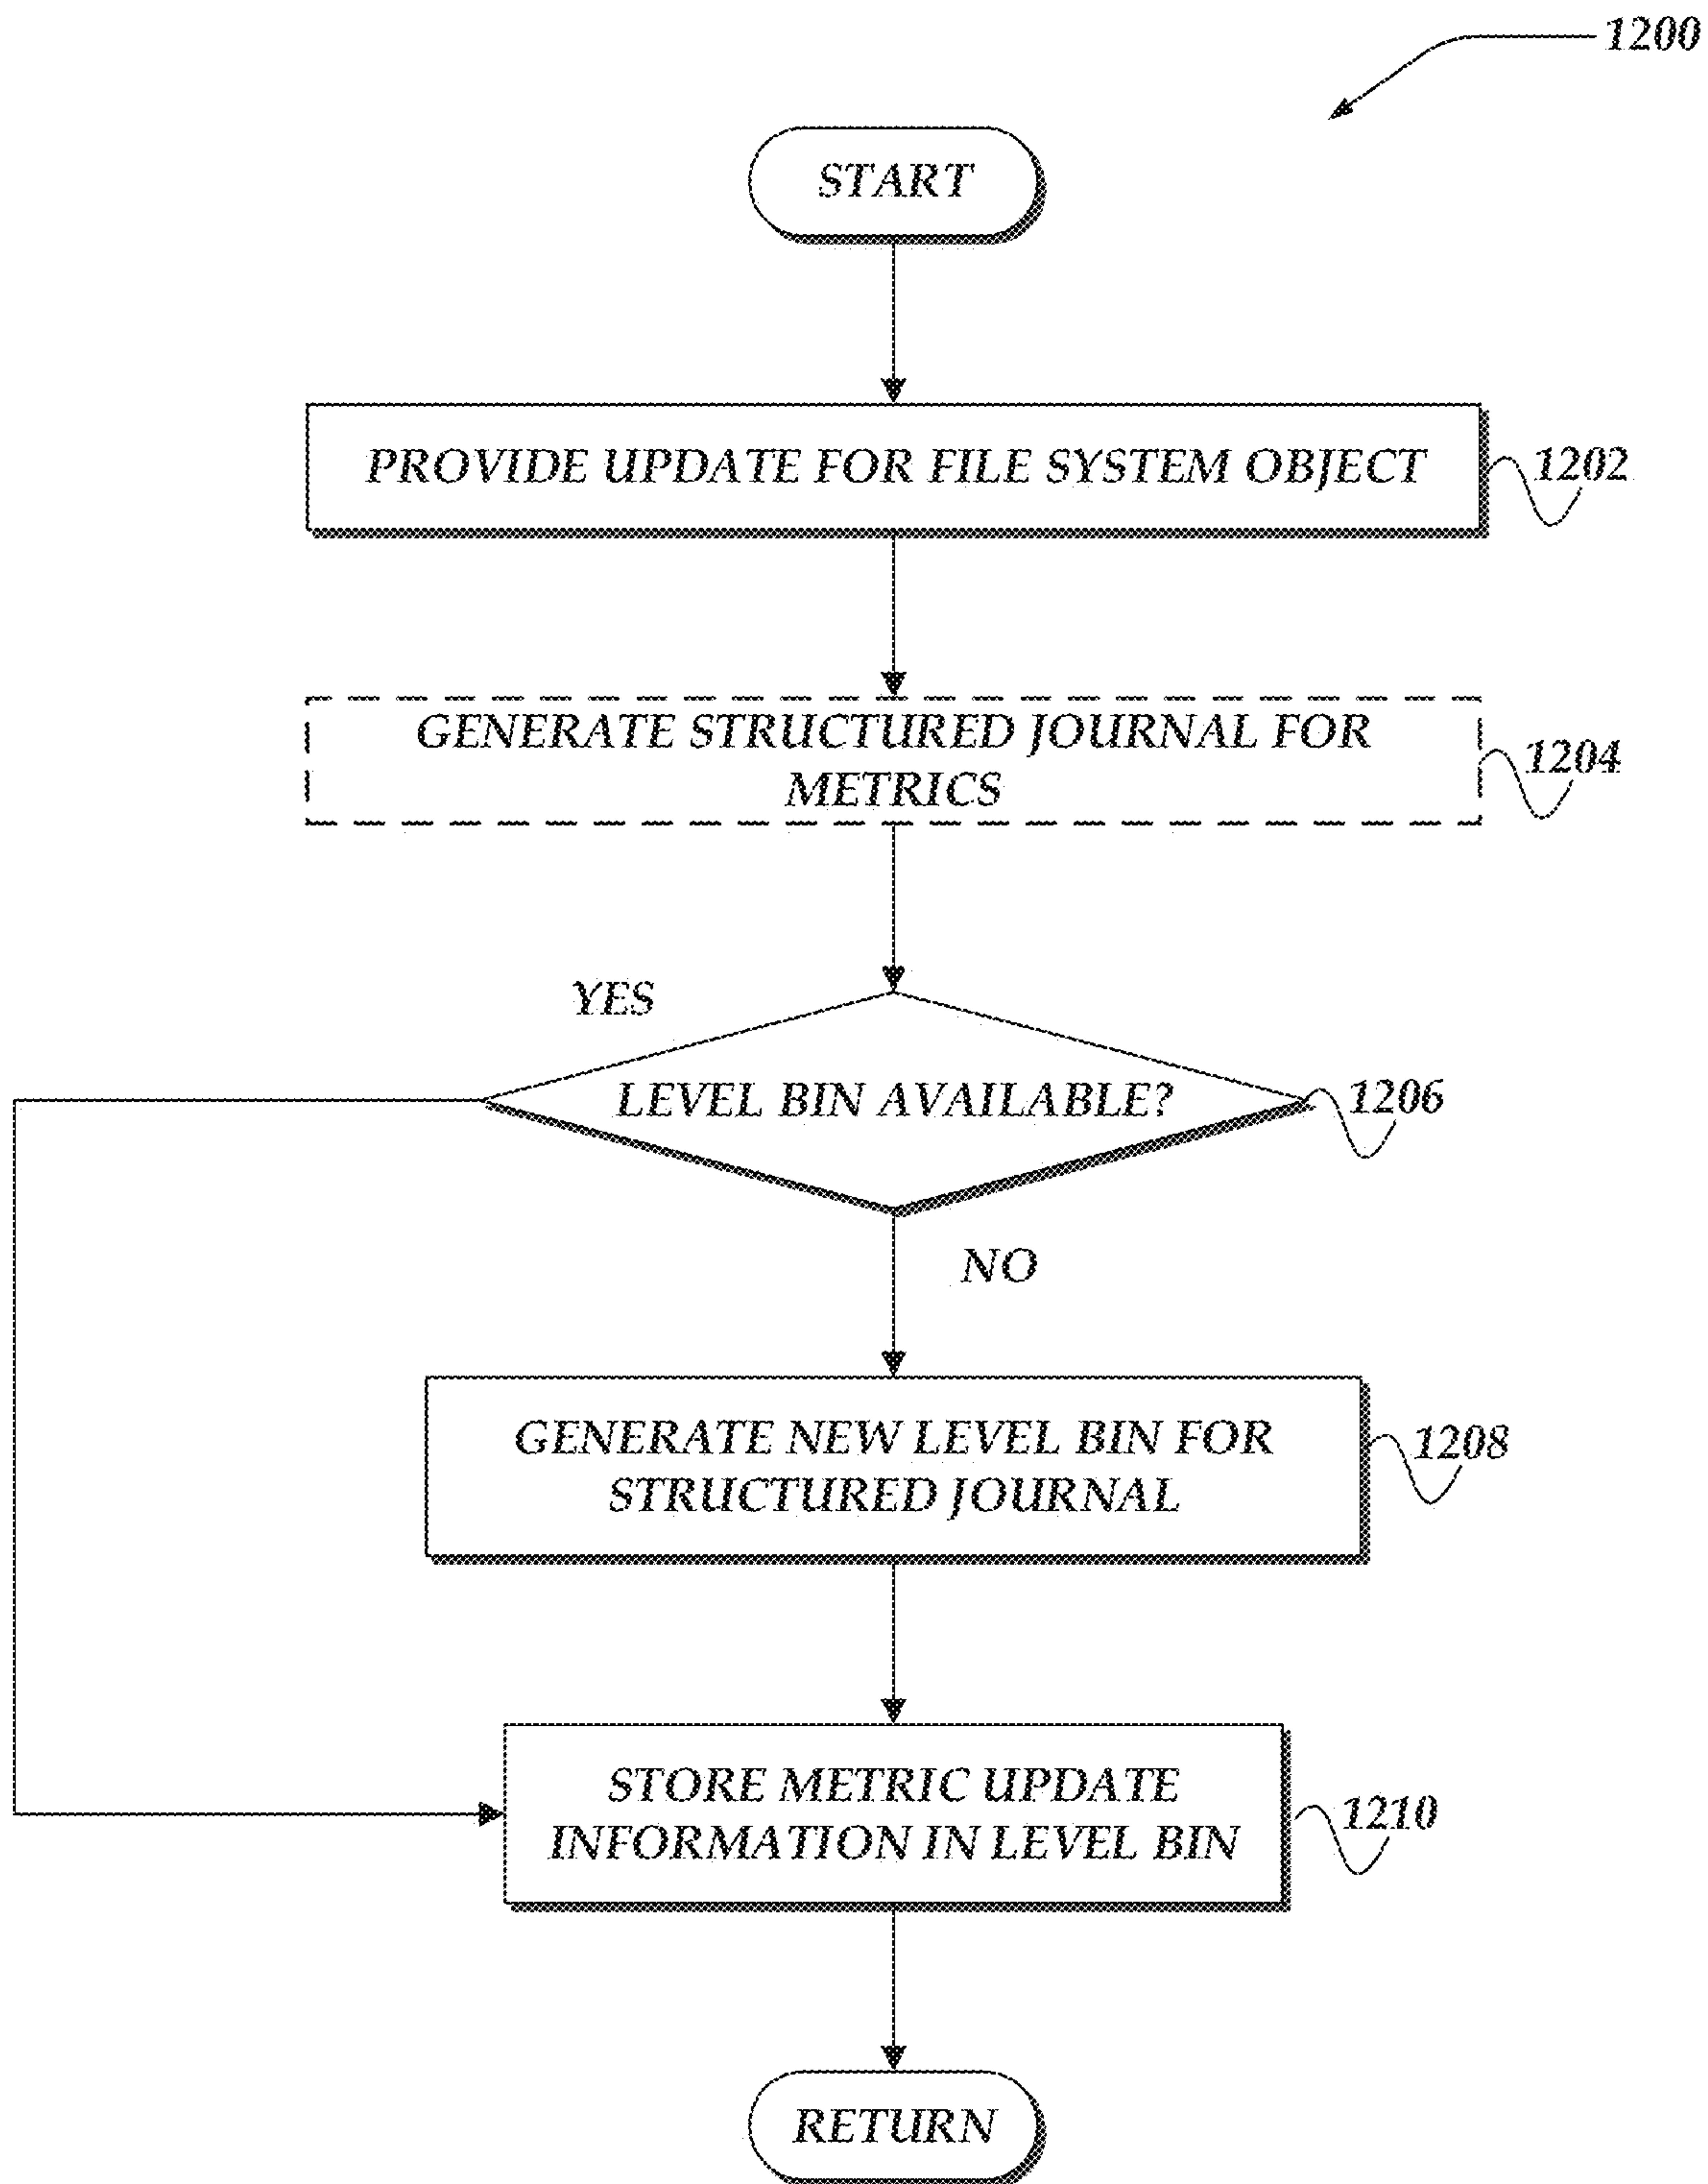 1200
START
PROVIDE UPDATE FOR FILE SYSTEM OBJECT
1202
GENERATE STRUCTURED JOURNAL FOR
METRICS
1204
YES
LEVEL BIN AVAILABLE?
1206
NO
GENERATE NEW LEVEL BIN FOR
STRUCTURED JOURNAL
1208
STORE METRIC UPDATE
INFORMATION IN LEVEL BIN
1210
RETURN